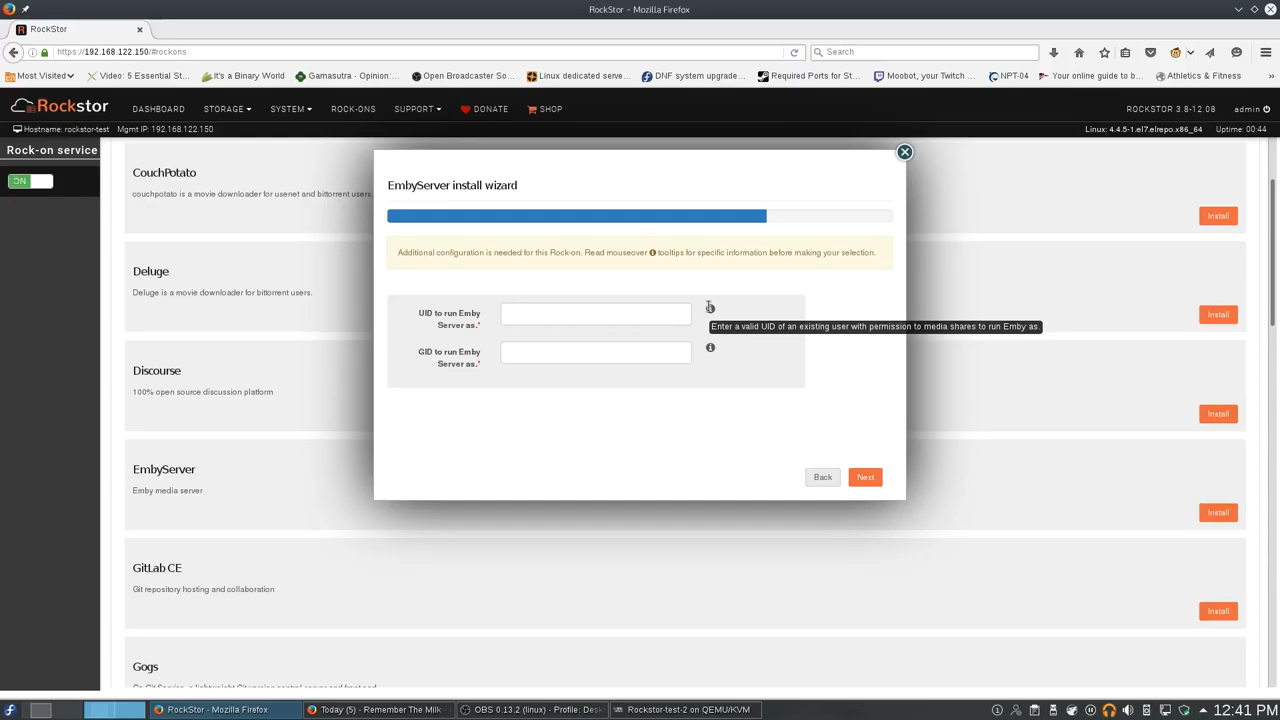 RockStor - Mozilla Firefox
RockStor
https://192.168.122.150/#rockons
Search
Most Visited
Video: 5 Essential St...
It's a Binary World
Gamasutra - Opinion:...
Open Broadcaster So...
Linux dedicated serve...
DNF system upgrade...
Required Ports for St...
Moobot, your Twitch ...
NPT-04
Your online guide to b...
Athletics & Fitness
»
Rockstor
DASHBOARD
STORAGE
SYSTEM
ROCK-ONS
SUPPORT
DONATE
SHOP
ROCKSTOR 3.8-12.08
admin
Hostname: rockstor-test Mgmt IP: 192.168.122.150
Linux: 4.4.5-1.el7.elrepo.x86_64
Uptime: 00:44
Rock-on service
ON
CouchPotato
couchpotato is a movie downloader for usenet and bittorrent users.
Install
Deluge
Deluge is a movie downloader for bittorrent users.
Install
Discourse
100% open source discussion platform
Install
EmbyServer
Emby media server
Install
GitLab CE
Git repository hosting and collaboration
Install
Gogs
EmbyServer install wizard
Additional configuration is needed for this Rock-on. Read mouseover tooltips for specific information before making your selection.
UID to run Emby
Server as.*
Enter a valid UID of an existing user with permission to media shares to run Emby as.
GID to run Emby
Server as.*
Back
Next
RockStor - Mozilla Firefox
Today (5) - Remember The Milk -
OBS 0.13.2 (linux) - Profile: Desk
Rockstor-test-2 on QEMU/KVM
12:41 PM